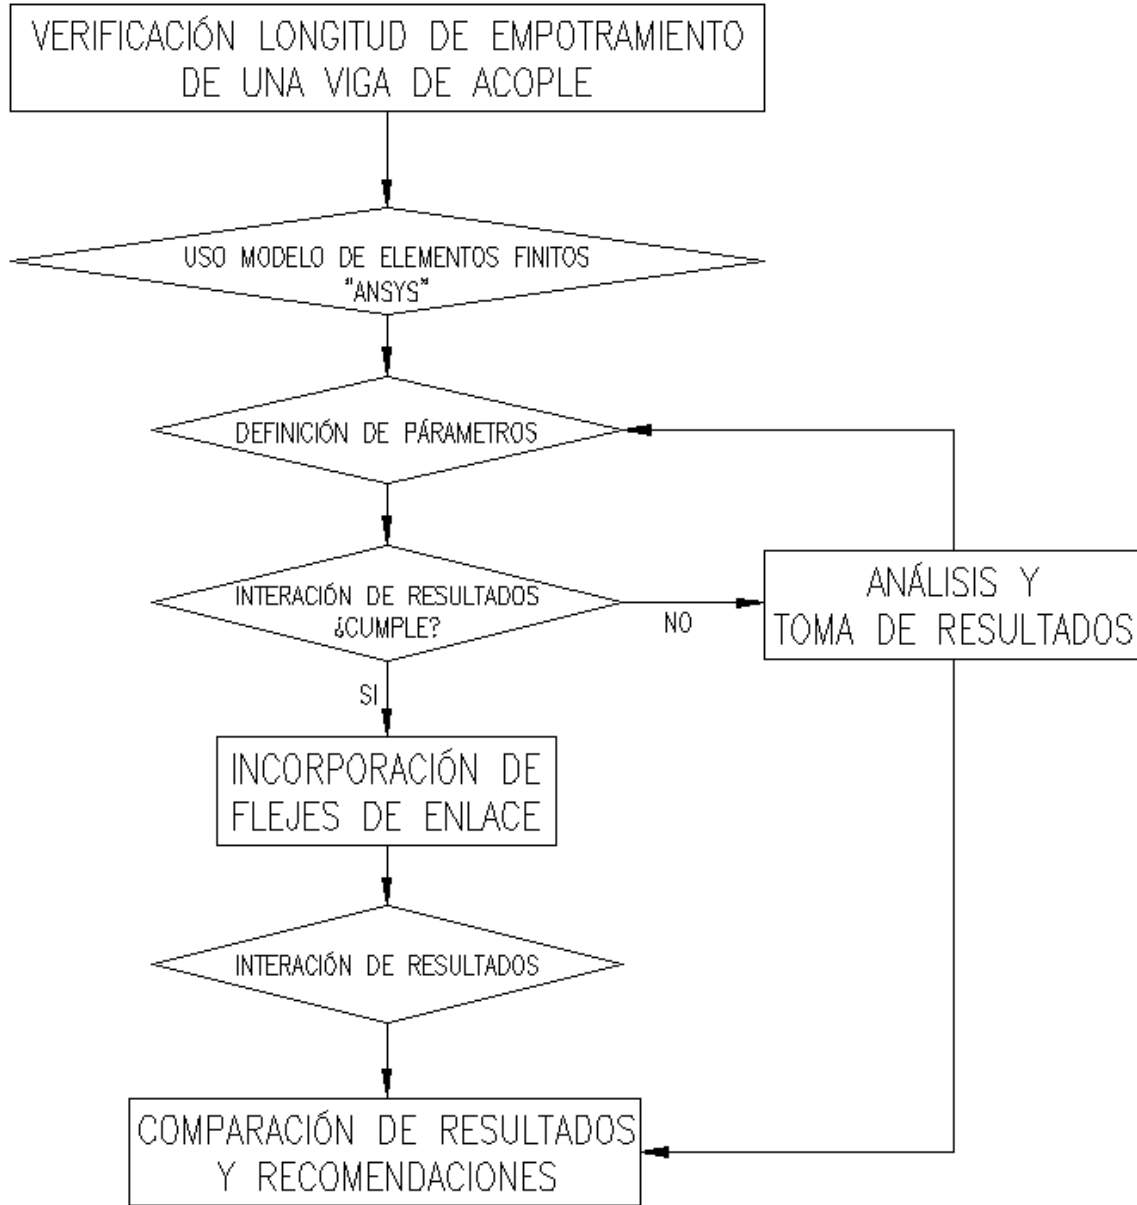 VERIFICACIÓN LONGITUD DE EMPOTRAMIENTO
DE UNA VIGA DE ACOPLE
USO MODELO DE ELEMENTOS FINITOS
"ANSYS"
DEFINICIÓN DE PÁRAMETROS
INTERACIÓN DE RESULTADOS
¿CUMPLE?
NO
ANÁLISIS Y
TOMA DE RESULTADOS
SI
INCORPORACIÓN DE
FLEJES DE ENLACE
INTERACIÓN DE RESULTADOS
COMPARACIÓN DE RESULTADOS
Y RECOMENDACIONES